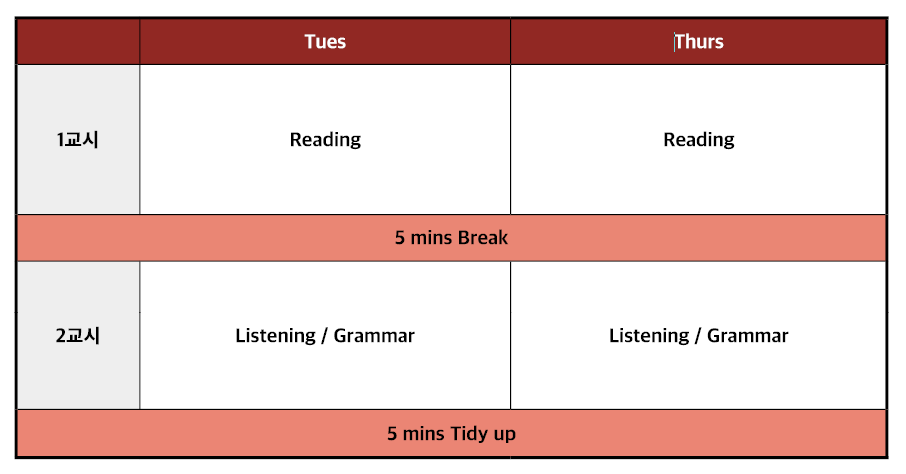 Tues Thurs
1교시 Reading Reading
5 mins Break
2교시 Listening / Grammar Listening / Grammar
5 mins Tidy up